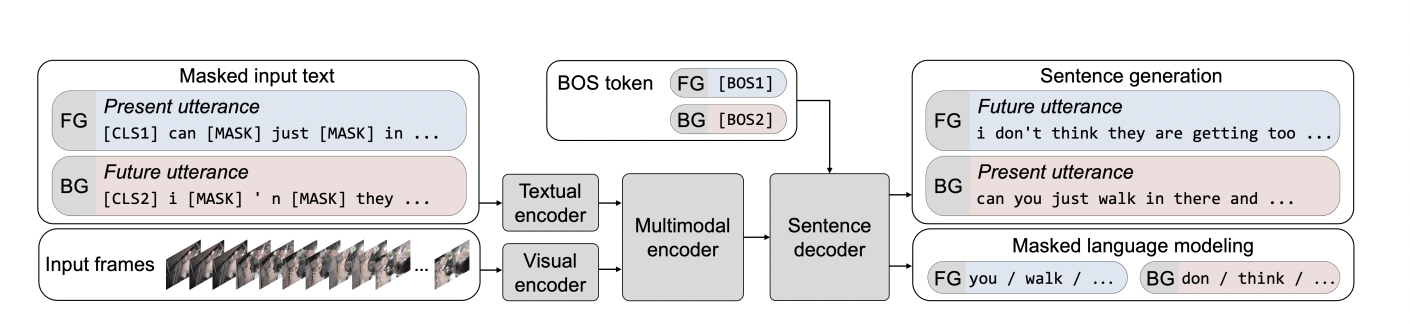 Masked input text
FG
Present utterance
[CLS1] can [MASK] just [MASK] in ...
BG
Future utterance
[CLS2] i [MASK] ' n [MASK] they ...
Input frames
...
Textual
encoder
Visual
encoder
BOS token
FG [BOS1]
BG [BOS2]
Multimodal
encoder
Sentence
decoder
Sentence generation
FG
Future utterance
i don't think they are getting too ...
BG
Present utterance
can you just walk in there and ...
Masked language modeling
FG you / walk / ...
BG don / think / ...